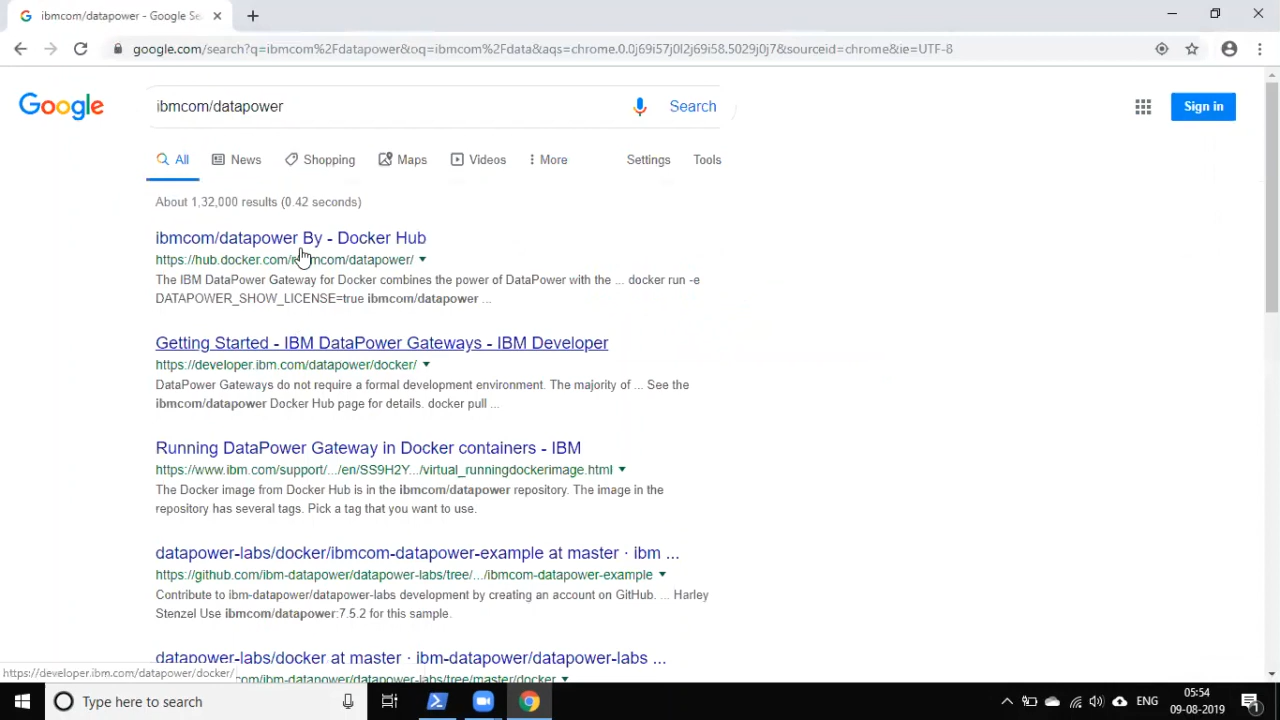 ibmcom/datapower - Google Se
google.com/search?q=ibmcom%2Fdatapower&oq=ibmcom%2Fdata&aqs=chrome.0.0j69i57j0l2j69i58.5029j0j7&sourceid=chrome&ie=UTF-8
Google
ibmcom/datapower
Search
Sign in
All
News
Shopping
Maps
Videos
More
Settings
Tools
About 1,32,000 results (0.42 seconds)
ibmcom/datapower By - Docker Hub
https://hub.docker.com/ mcom/datapower/
The IBM DataPower Gateway for Docker combines the power of DataPower with the ... docker run -e
DATAPOWER_SHOW_LICENSE=true ibmcom/datapower ...
Getting Started - IBM DataPower Gateways - IBM Developer
https://developer.ibm.com/datapower/docker/
DataPower Gateways do not require a formal development environment. The majority of ... See the
ibmcom/datapower Docker Hub page for details. docker pull ...
Running DataPower Gateway in Docker containers - IBM
https://www.ibm.com/support/.../en/SS9H2Y.../virtual_runningdockerimage.html
The Docker image from Docker Hub is in the ibmcom/datapower repository. The image in the
repository has several tags. Pick a tag that you want to use.
datapower-labs/docker/ibmcom-datapower-example at master · ibm ...
https://github.com/ibm-datapower/datapower-labs/tree/.../ibmcom-datapower-example
Contribute to ibm-datapower/datapower-labs development by creating an account on GitHub. ... Harley
Stenzel Use ibmcom/datapower:7.5.2 for this sample.
datapower-labs/docker at master · ibm-datapower/datapower-labs ...
https://developer.ibm.com/datapower/docker/
.com/ibm-datapower/datapower-labs/tree/master/docker
Type here to search
ENG
05:54
09-08-2019
1